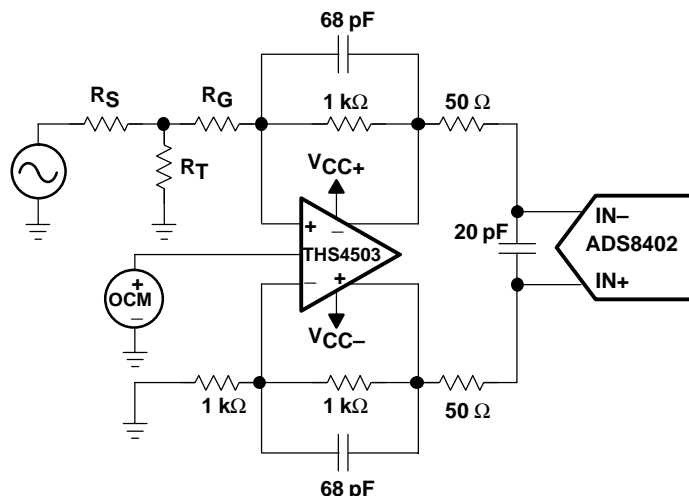 68 pF
RS
RG
1 kΩ
50 Ω
RT
VCC+
+
−
IN−
20 pF
ADS8402
THS4503
+
OCM
−
−
+
IN+
VCC−
1 kΩ
1 kΩ
50 Ω
68 pF